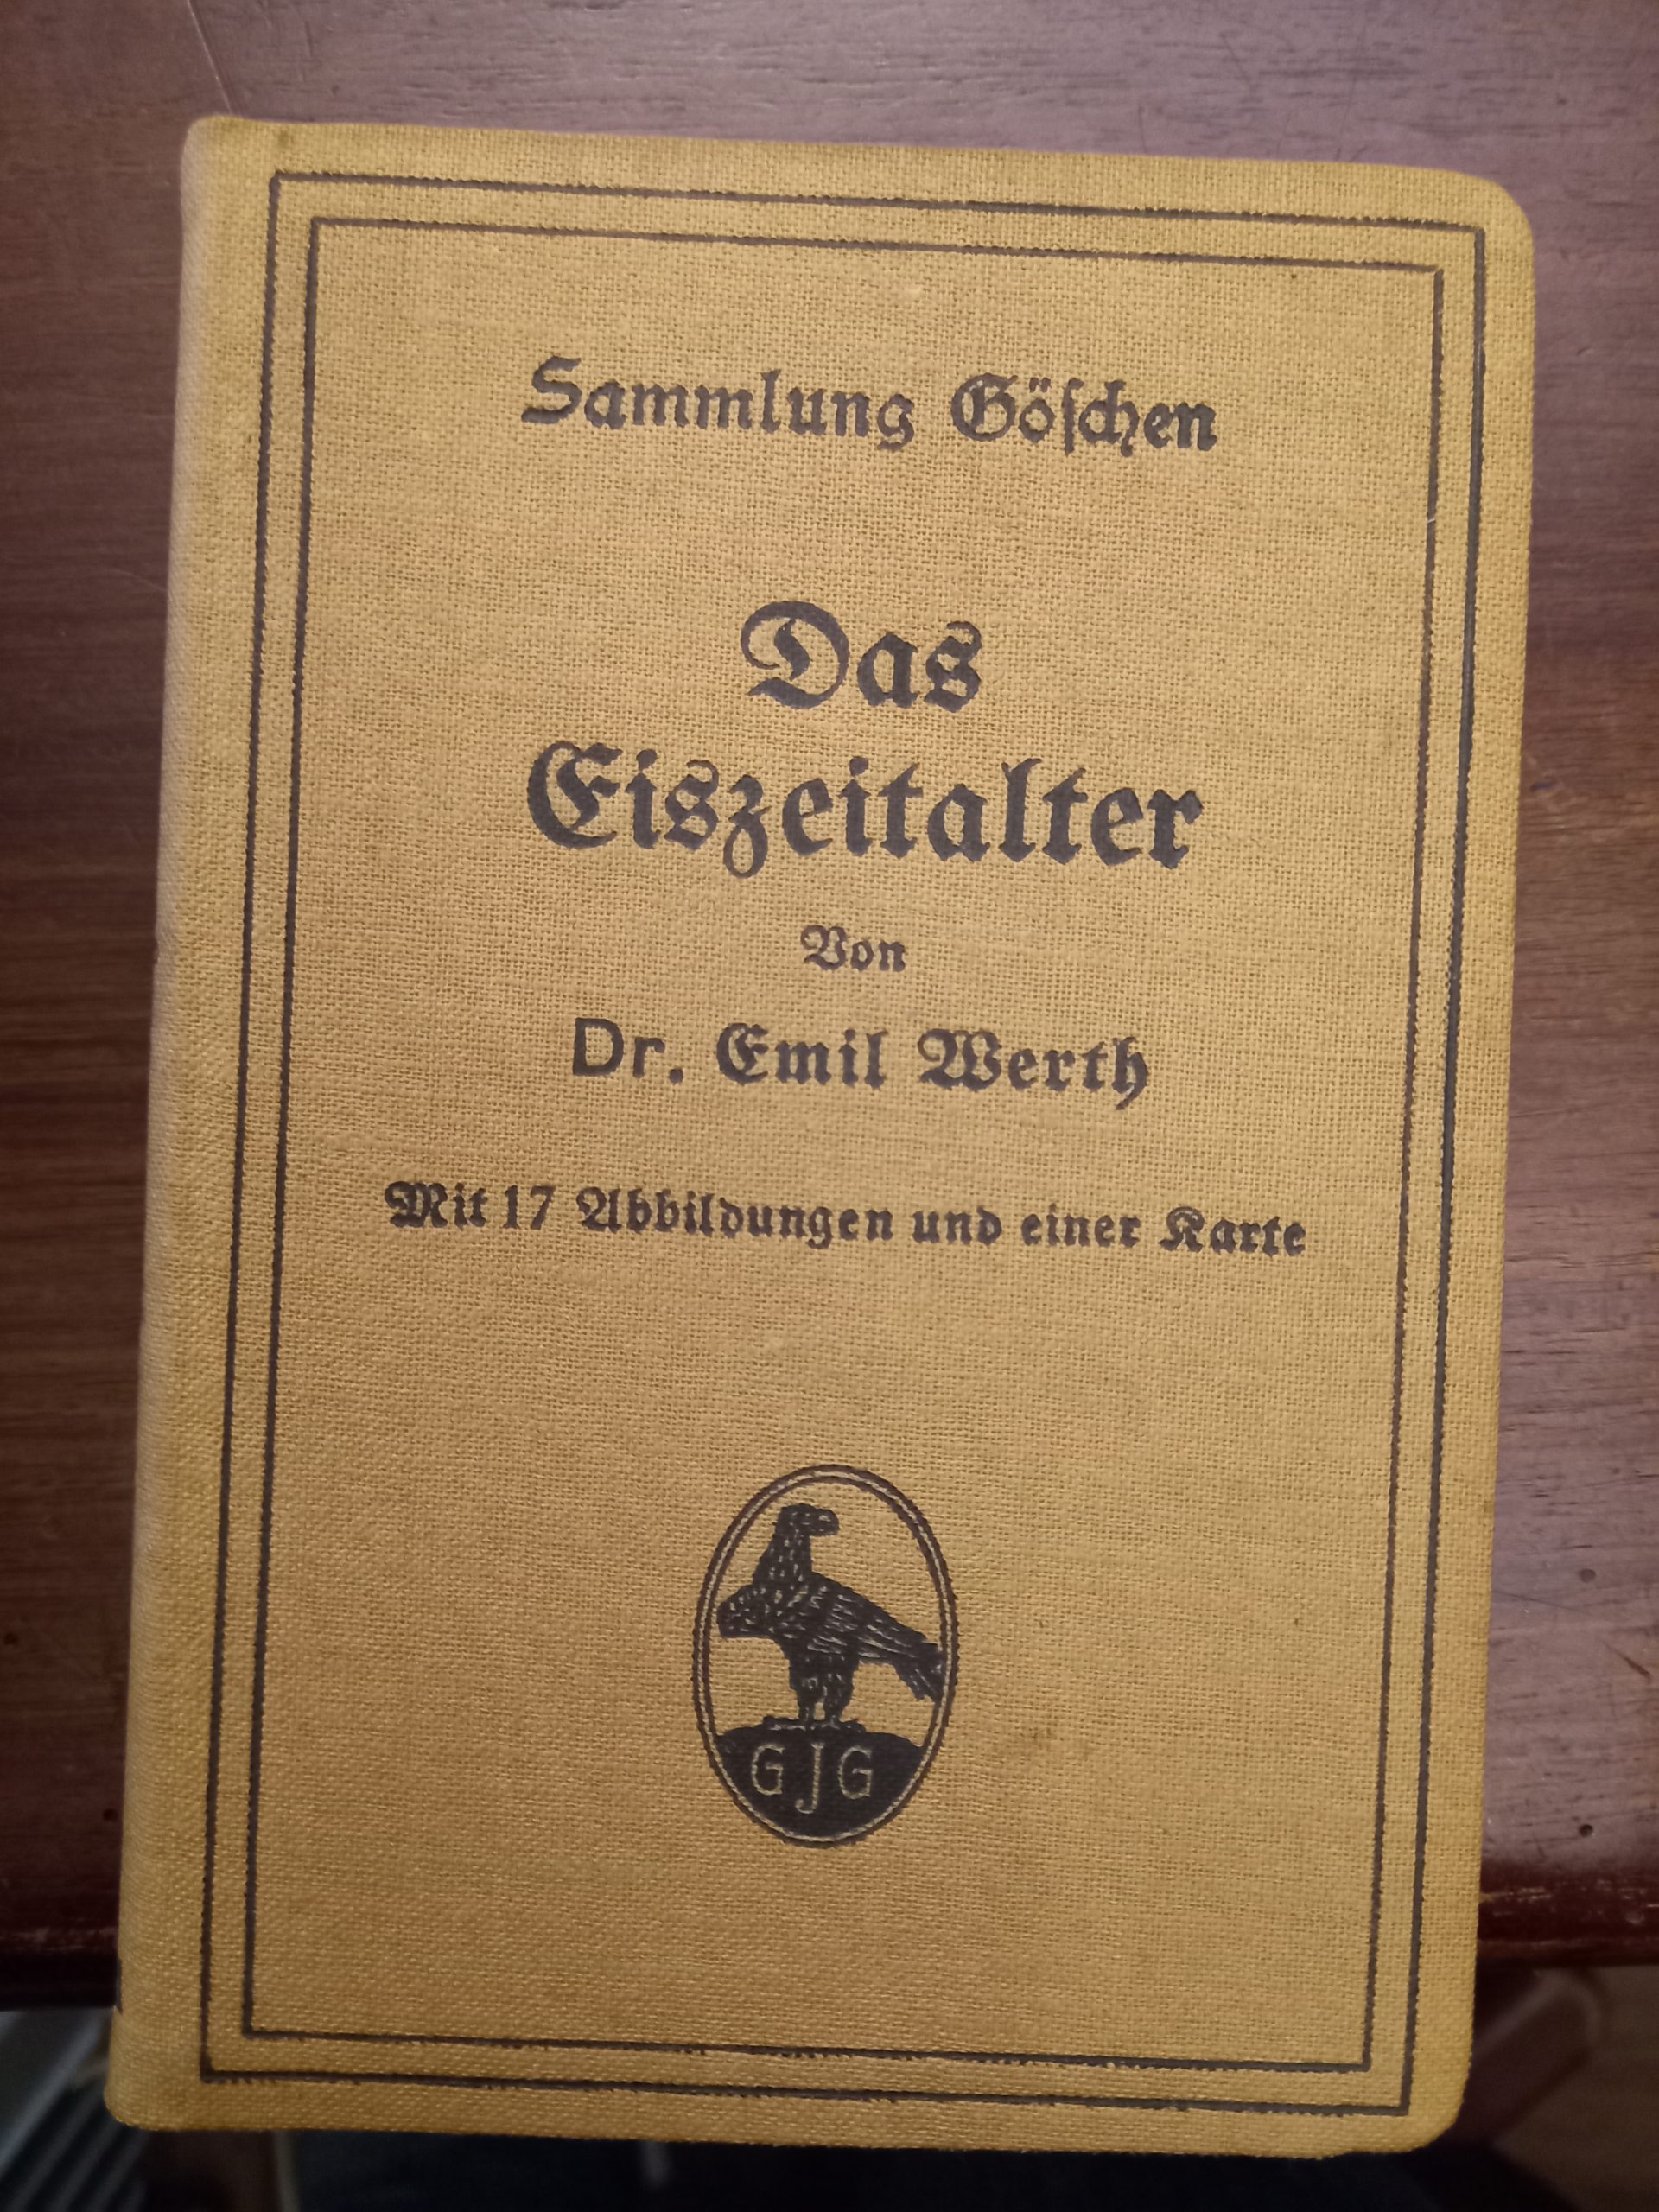 Sammlung Göſchen
Das
Eiszeitalter
Von
Dr. Emil Werth
Mit 17 Abbildungen und einer Karte
GJG